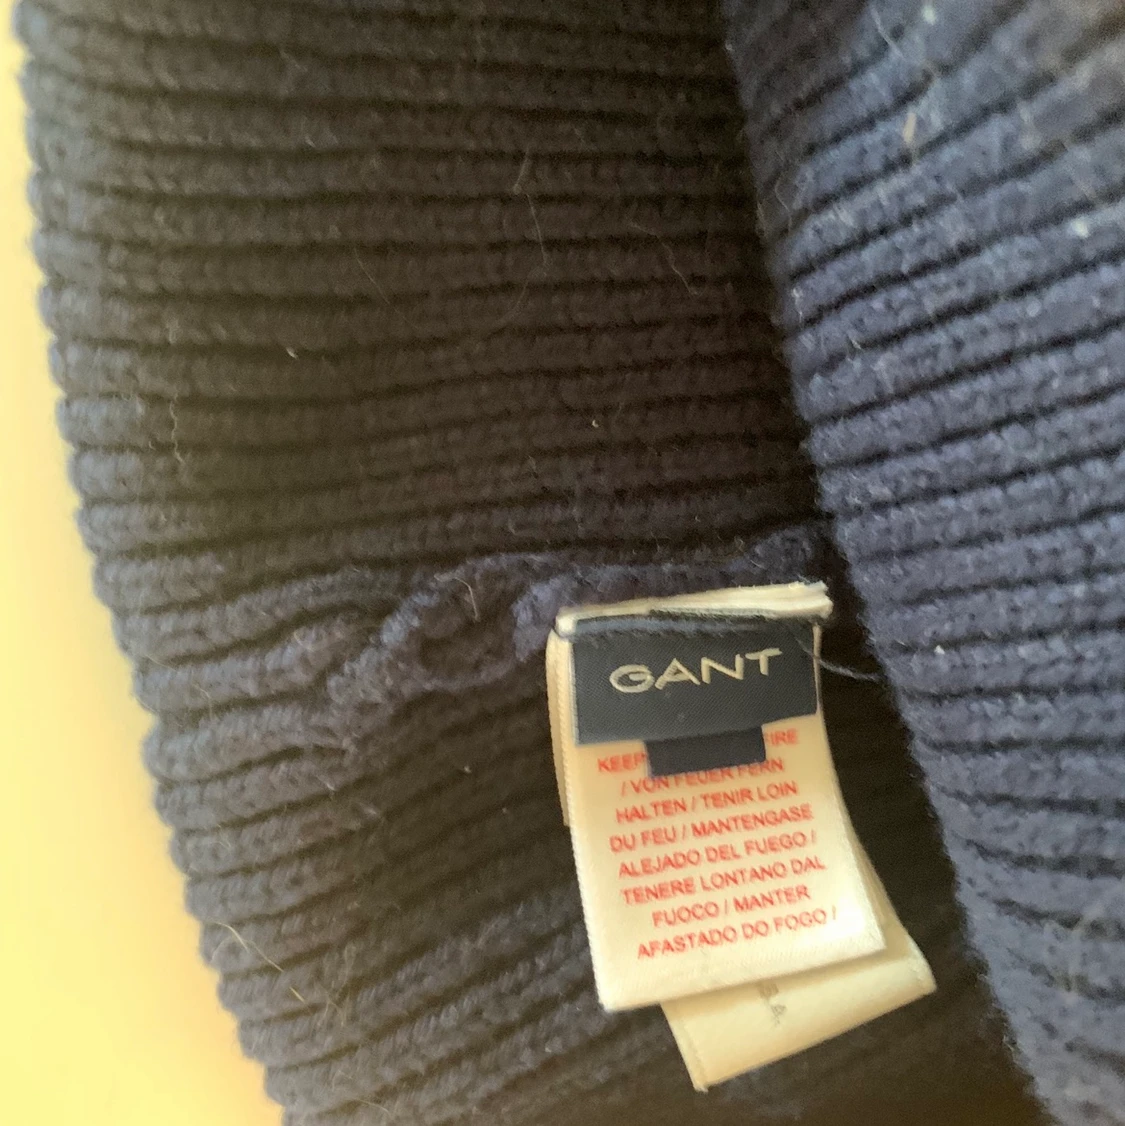 GANT
KEEP
/ VON FEUER FERN
HALTEN / TENIR LOIN
DU FEU / MANTENGASE
ALEJADO DEL FUEGO /
TENERE LONTANO DAL
FUOCO / MANTER
AFASTADO DO FOGO /